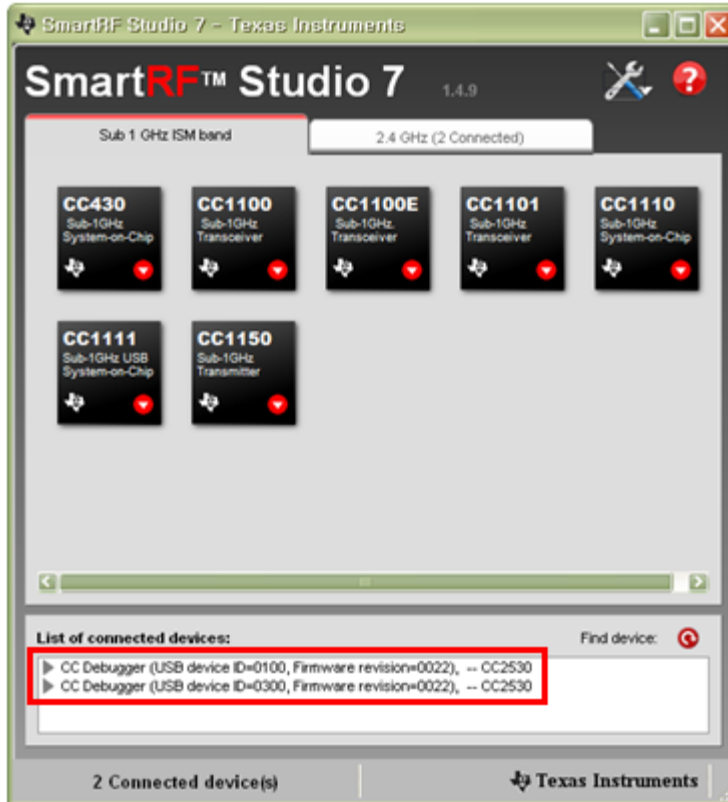 SmartRF Studio 7 - Texas Instruments
SmartRF™ Studio 7 1.4.9
Sub 1 GHz ISM band 2.4 GHz (2 Connected)
CC430
Sub-1GHz
System-on-Chip
CC1100
Sub-1GHz
Transceiver
CC1100E
Sub-1GHz.
Transceiver
CC1101
Sub-1GHz
Transceiver
CC1110
Sub-1GHz
System-on-Chip
CC1111
Sub-1GHz USB
System-on-Chip
CC1150
Sub-1GHz
Transmitter
List of connected devices: Find device:
CC Debugger (USB device ID=0100, Firmware revision=0022), -- CC2530
CC Debugger (USB device ID=0300, Firmware revision=0022), -- CC2530
2 Connected device(s) Texas Instruments